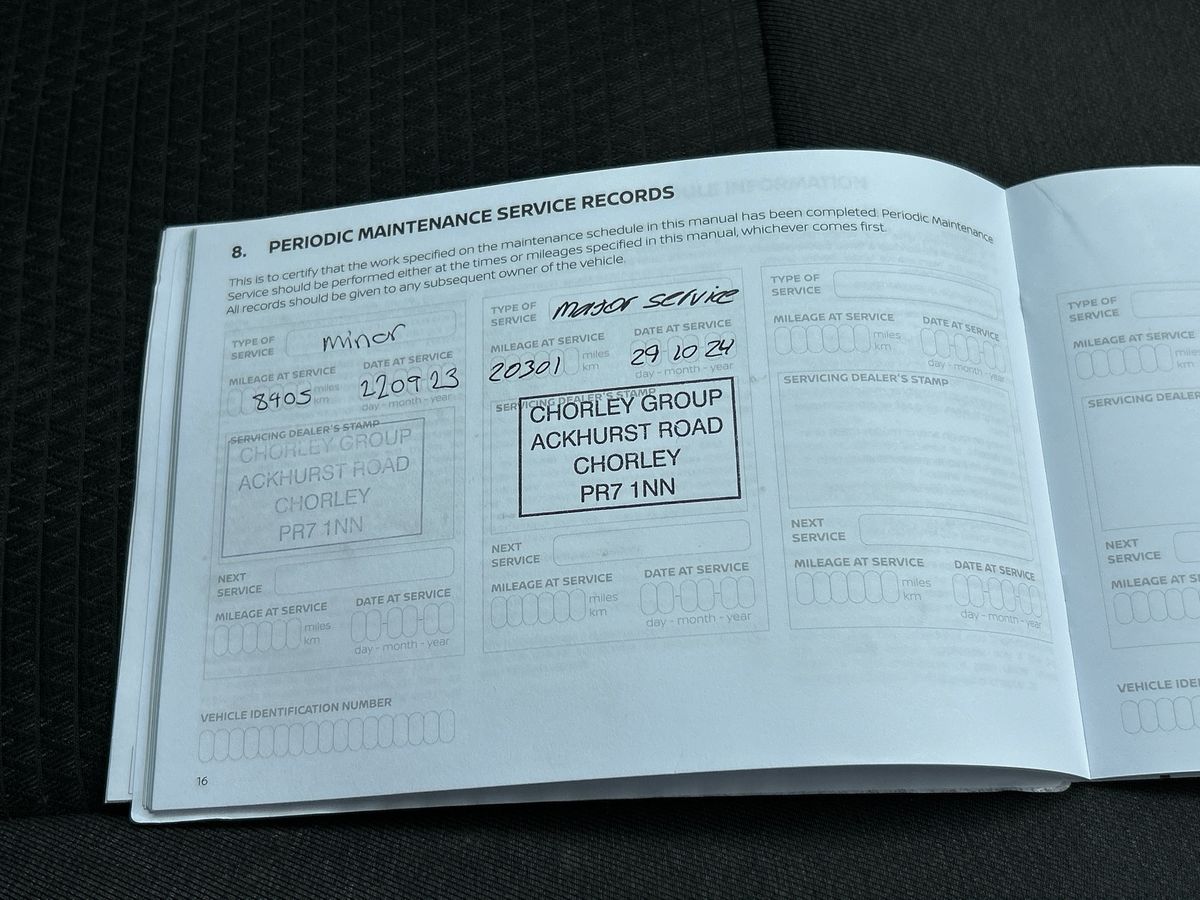 8. PERIODIC MAINTENANCE SERVICE RECORDS
This is to certify that the work specified on the maintenance schedule in this manual has been completed. Periodic Maintenance
Service should be performed either at the times or mileages specified in this manual, whichever comes first.
All records should be given to any subsequent owner of the vehicle.
TYPE OF
SERVICE
minor
MILEAGE AT SERVICE
DATE AT SERVICE
8405
miles
km
220923
day - month - year
SERVICING DEALER'S STAMP
CHORLEY GROUP
ACKHURST ROAD
CHORLEY
PR7 1NN
NEXT
SERVICE
MILEAGE AT SERVICE
DATE AT SERVICE
miles
km
day - month - year
TYPE OF
SERVICE
major service
MILEAGE AT SERVICE
DATE AT SERVICE
20301
miles
km
29 10 24
day - month - year
SERVICING DEALER'S STAMP
CHORLEY GROUP
ACKHURST ROAD
CHORLEY
PR7 1NN
NEXT
SERVICE
MILEAGE AT SERVICE
DATE AT SERVICE
miles
km
day - month - year
TYPE OF
SERVICE
MILEAGE AT SERVICE
DATE AT SERVICE
miles
km
day - month - year
SERVICING DEALER'S STAMP
NEXT
SERVICE
MILEAGE AT SERVICE
DATE AT SERVICE
miles
km
day - month - year
VEHICLE IDENTIFICATION NUMBER
16
TYPE OF
SERVICE
MILEAGE AT SERVICE
miles
km
SERVICING DEALER
NEXT
SERVICE
MILEAGE AT SE
VEHICLE IDE